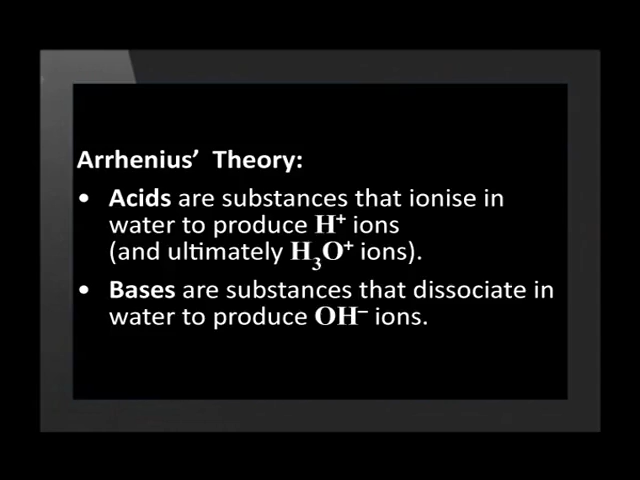 Arrhenius’ Theory:
• Acids are substances that ionise in
water to produce H⁺ ions
(and ultimately H₃O⁺ ions).
• Bases are substances that dissociate in
water to produce OH⁻ ions.